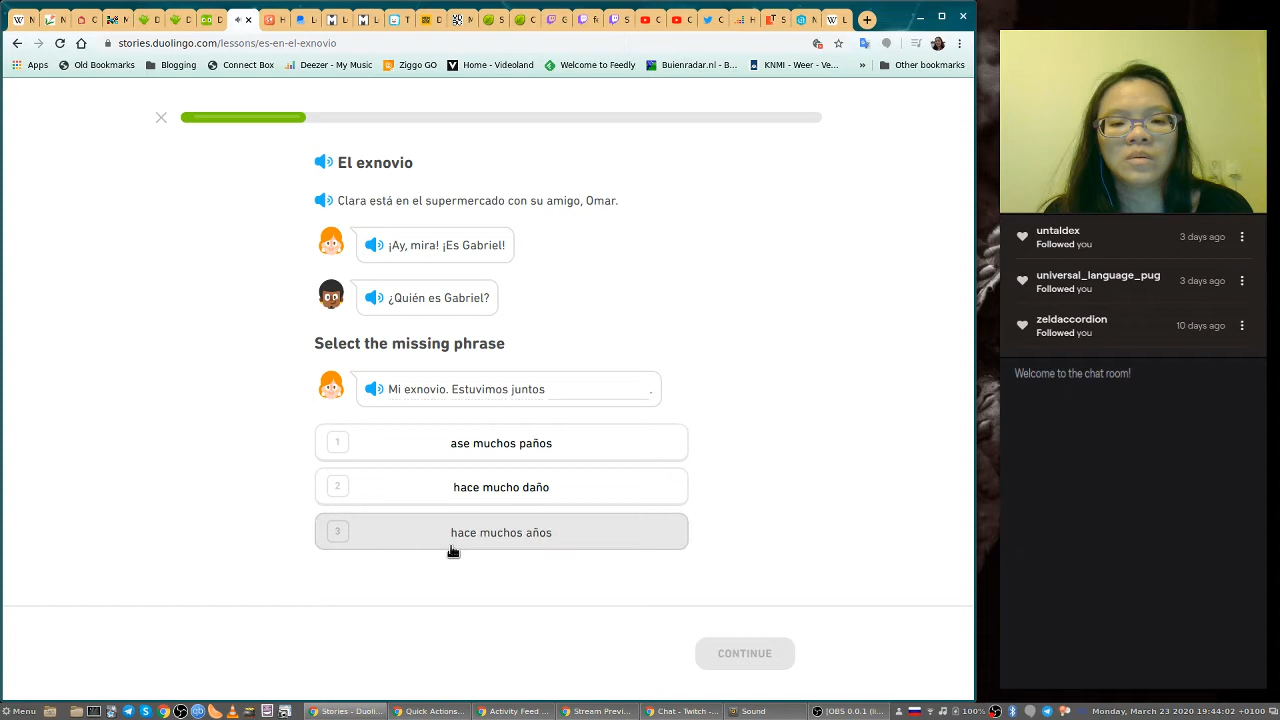 stories.duolingo.com/lessons/es-en-el-exnovio
Apps Old Bookmarks Blogging Connect Box Deezer - My Music Ziggo GO Home - Videoland Welcome to Feedly Buienradar.nl - B... KNMI - Weer - Ve... » Other bookmarks
El exnovio
Clara está en el supermercado con su amigo, Omar.
¡Ay, mira! ¡Es Gabriel!
¿Quién es Gabriel?
Select the missing phrase
Mi exnovio. Estuvimos juntos .
1 ase muchos paños
2 hace mucho daño
3 hace muchos años
CONTINUE
untaldex 3 days ago
Followed you
universal_language_pug 3 days ago
Followed you
zeldaccordion 10 days ago
Followed you
Welcome to the chat room!
Menu Stories - Duoli... Quick Actions... Activity Feed ... Stream Previ... Chat - Twitch -... Sound [OBS 0.0.1 (li... 100% Monday, March 23 2020, 19:44:02 +0100